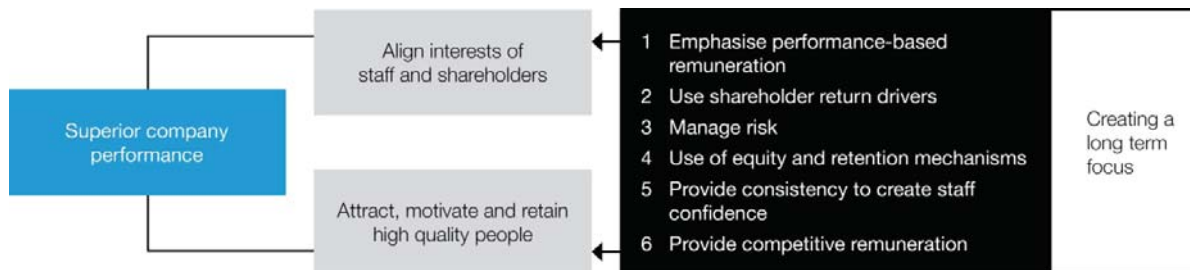 Superior company
performance
Align interests of
staff and shareholders
Attract, motivate and retain
high quality people
1 Emphasise performance-based
remuneration
2 Use shareholder return drivers
3 Manage risk
4 Use of equity and retention mechanisms
5 Provide consistency to create staff
confidence
6 Provide competitive remuneration
Creating a
long term
focus